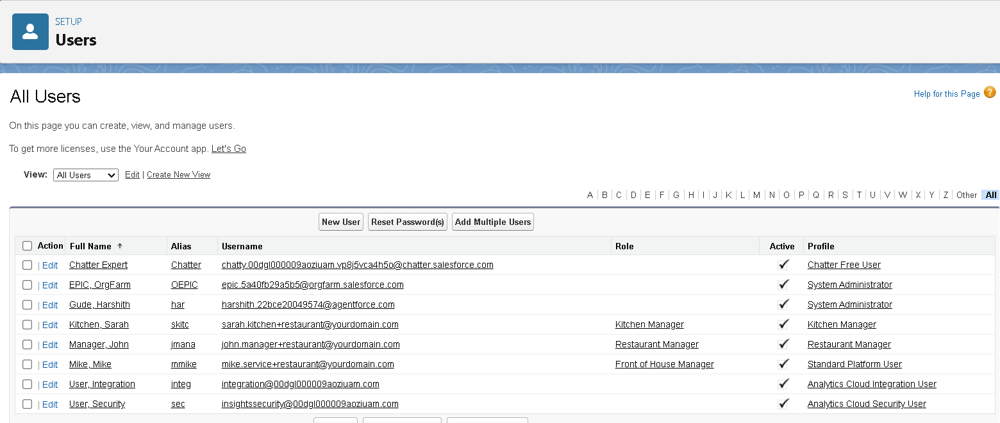 SETUP
Users
All Users
Help for this Page ?
On this page you can create, view, and manage users.
To get more licenses, use the Your Account app. Let's Go
View: All Users Edit | Create New View
A | B | C | D | E | F | G | H | I | J | K | L | M | N | O | P | Q | R | S | T | U | V | W | X | Y | Z | Other | All
New User Reset Password(s) Add Multiple Users
Action Full Name ↑ Alias Username Role Active Profile
| Edit Chatter Expert Chatter chatty.00dgl000009aoziuam.vp8j5vca4h5o@chatter.salesforce.com Chatter Free User
| Edit EPIC, OrgFarm OEPIC epic.5a40fb29a5b5@orgfarm.salesforce.com System Administrator
| Edit Gude, Harshith har harshith.22bce20049574@agentforce.com System Administrator
| Edit Kitchen, Sarah skitc sarah.kitchen+restaurant@yourdomain.com Kitchen Manager Kitchen Manager
| Edit Manager, John jmana john.manager+restaurant@yourdomain.com Restaurant Manager Restaurant Manager
| Edit Mike, Mike mmike mike.service+restaurant@yourdomain.com Front of House Manager Standard Platform User
| Edit User, Integration integ integration@00dgl000009aoziuam.com Analytics Cloud Integration User
| Edit User, Security sec insightssecurity@00dgl000009aoziuam.com Analytics Cloud Security User